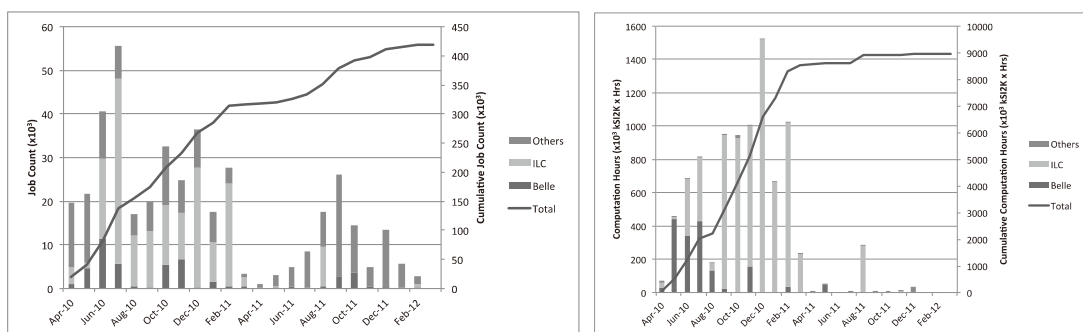 60
50
40
30
20
10
0
Job Count (x10³)
450
400
350
300
250
200
150
100
50
0
Cumulative Job Count (x10³)
Apr-10
Jun-10
Aug-10
Oct-10
Dec-10
Feb-11
Apr-11
Jun-11
Aug-11
Oct-11
Dec-11
Feb-12
Others
ILC
Belle
Total
1600
1400
1200
1000
800
600
400
200
0
Computation Hours (x10³ kSI2K x Hrs)
10000
9000
8000
7000
6000
5000
4000
3000
2000
1000
0
Cumulative Computation Hours (x10³ kSI2K x Hrs)
Apr-10
Jun-10
Aug-10
Oct-10
Dec-10
Feb-11
Apr-11
Jun-11
Aug-11
Oct-11
Dec-11
Feb-12
Others
ILC
Belle
Total